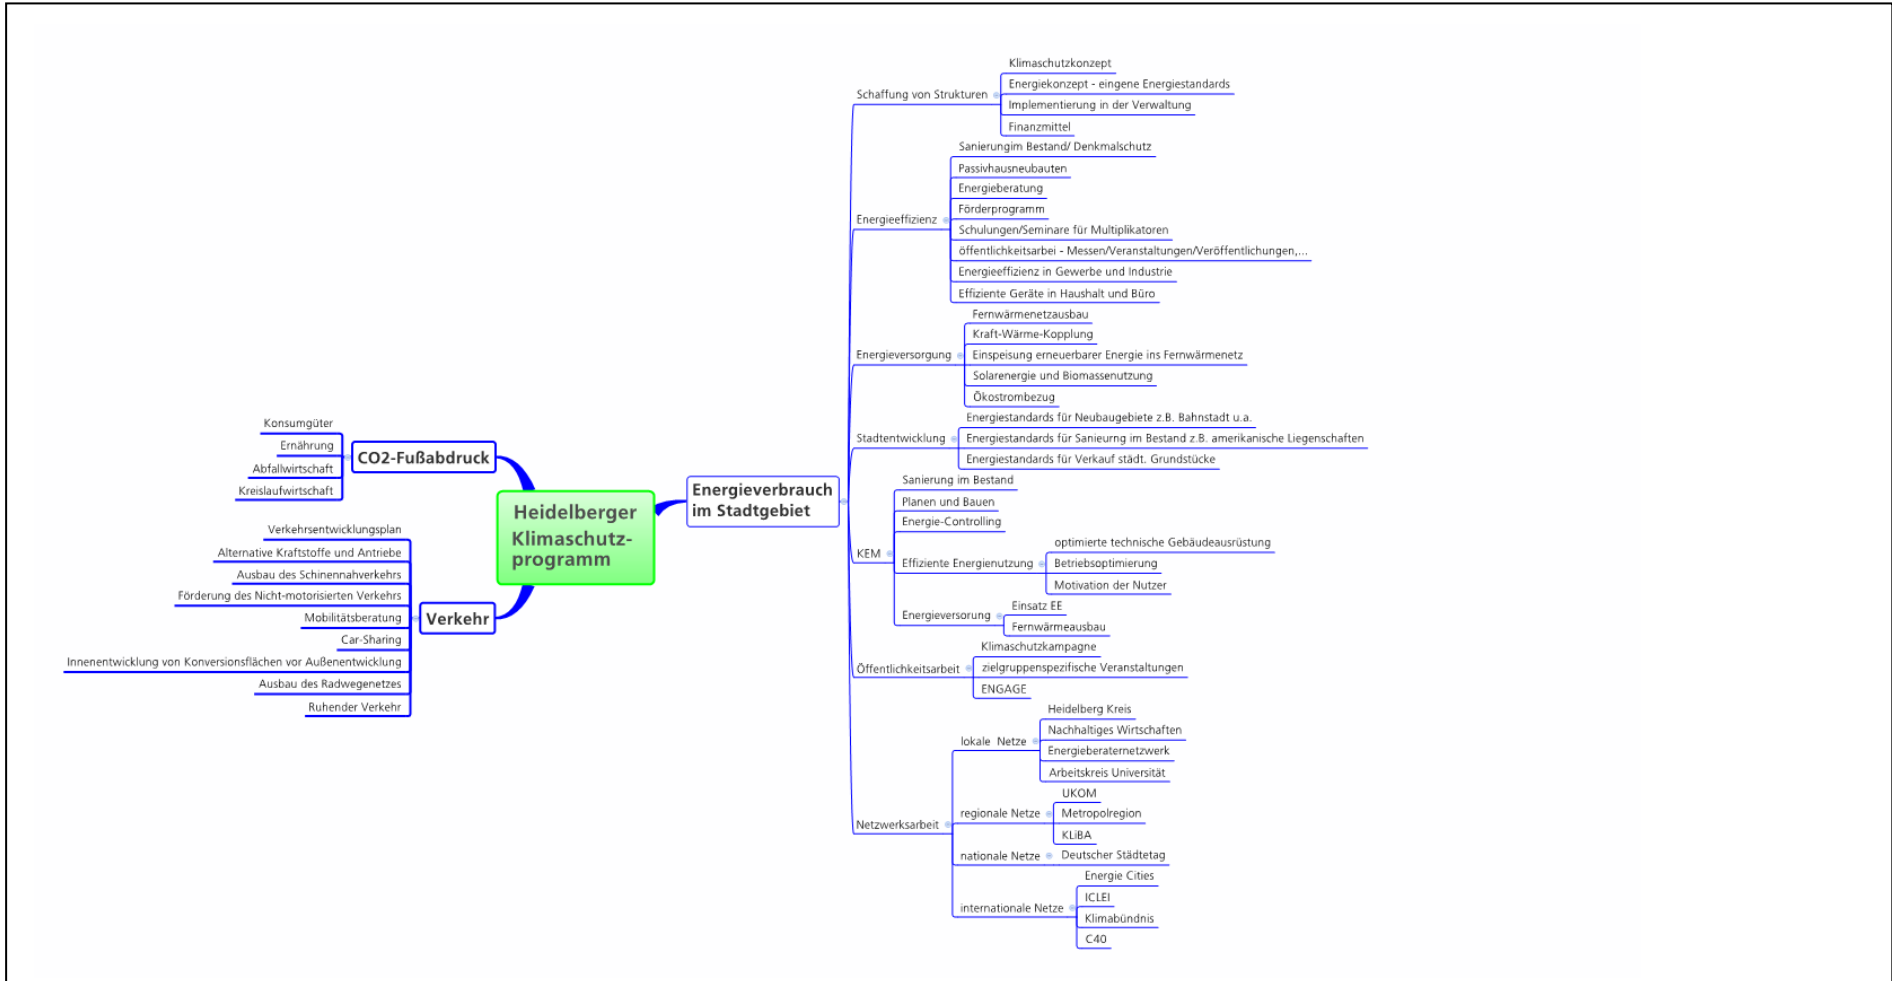 Heidelberger
Klimaschutz-
programm
CO2-Fußabdruck
Konsumgüter
Ernährung
Abfallwirtschaft
Kreislaufwirtschaft
Verkehr
Verkehrsentwicklungsplan
Alternative Kraftstoffe und Antriebe
Ausbau des Schinennahverkehrs
Förderung des Nicht-motorisierten Verkehrs
Mobilitätsberatung
Car-Sharing
Innenentwicklung von Konversionsflächen vor Außenentwicklung
Ausbau des Radwegenetzes
Ruhender Verkehr
Energieverbrauch
im Stadtgebiet
Schaffung von Strukturen
Klimaschutzkonzept
Energiekonzept - eingene Energiestandards
Implementierung in der Verwaltung
Finanzmittel
Energieeffizienz
Sanierungim Bestand/ Denkmalschutz
Passivhausneubauten
Energieberatung
Förderprogramm
Schulungen/Seminare für Multiplikatoren
öffentlichkeitsarbei - Messen/Veranstaltungen/Veröffentlichungen,...
Energieeffizienz in Gewerbe und Industrie
Effiziente Geräte in Haushalt und Büro
Energieversorgung
Fernwärmenetzausbau
Kraft-Wärme-Kopplung
Einspeisung erneuerbarer Energie ins Fernwärmenetz
Solarenergie und Biomassenutzung
Ökostrombezug
Stadtentwicklung
Energiestandards für Neubaugebiete z.B. Bahnstadt u.a.
Energiestandards für Sanieurng im Bestand z.B. amerikanische Liegenschaften
Energiestandards für Verkauf städt. Grundstücke
KEM
Sanierung im Bestand
Planen und Bauen
Energie-Controlling
Effiziente Energienutzung
optimierte technische Gebäudeausrüstung
Betriebsoptimierung
Motivation der Nutzer
Energieversorung
Einsatz EE
Fernwärmeausbau
Öffentlichkeitsarbeit
Klimaschutzkampagne
zielgruppenspezifische Veranstaltungen
ENGAGE
Netzwerksarbeit
lokale Netze
Heidelberg Kreis
Nachhaltiges Wirtschaften
Energieberaternetzwerk
Arbeitskreis Universität
regionale Netze
UKOM
Metropolregion
KLiBA
nationale Netze
Deutscher Städtetag
internationale Netze
Energie Cities
ICLEI
Klimabündnis
C40